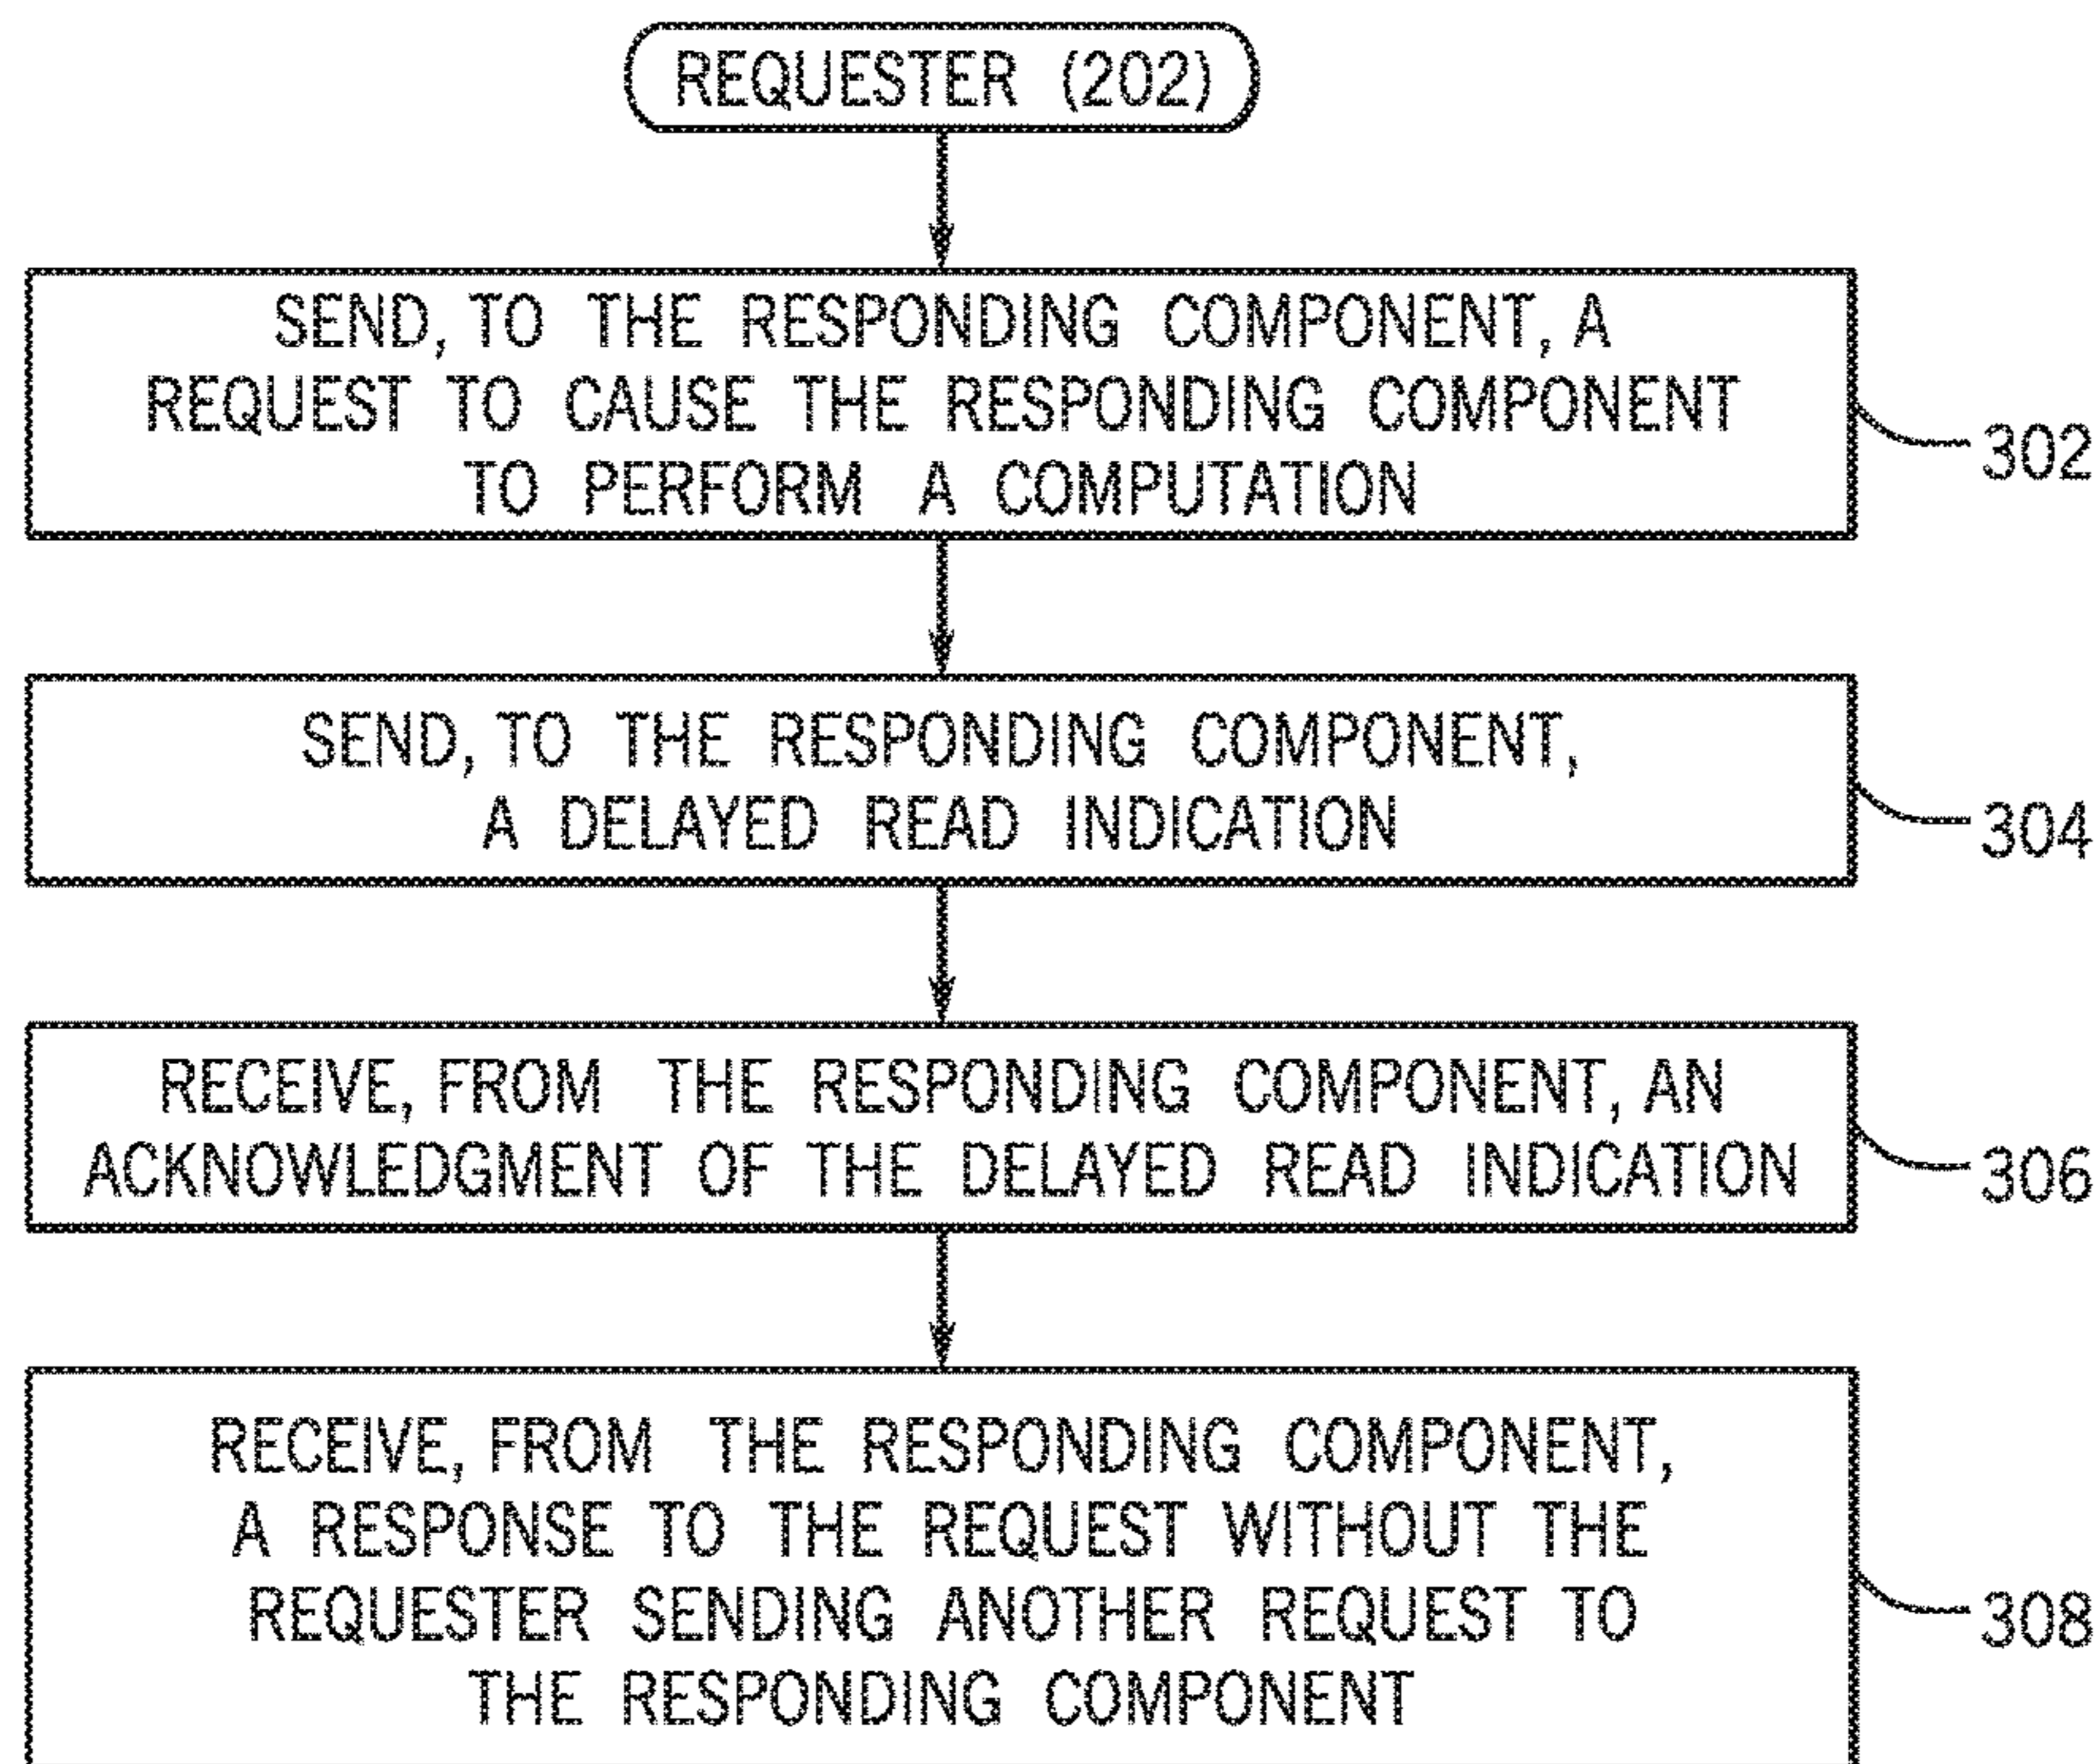 REQUESTER (202)
SEND, TO THE RESPONDING COMPONENT, A
REQUEST TO CAUSE THE RESPONDING COMPONENT
TO PERFORM A COMPUTATION
302
SEND, TO THE RESPONDING COMPONENT,
A DELAYED READ INDICATION
304
RECEIVE, FROM THE RESPONDING COMPONENT, AN
ACKNOWLEDGMENT OF THE DELAYED READ INDICATION
306
RECEIVE, FROM THE RESPONDING COMPONENT,
A RESPONSE TO THE REQUEST WITHOUT THE
REQUESTER SENDING ANOTHER REQUEST TO
THE RESPONDING COMPONENT
308